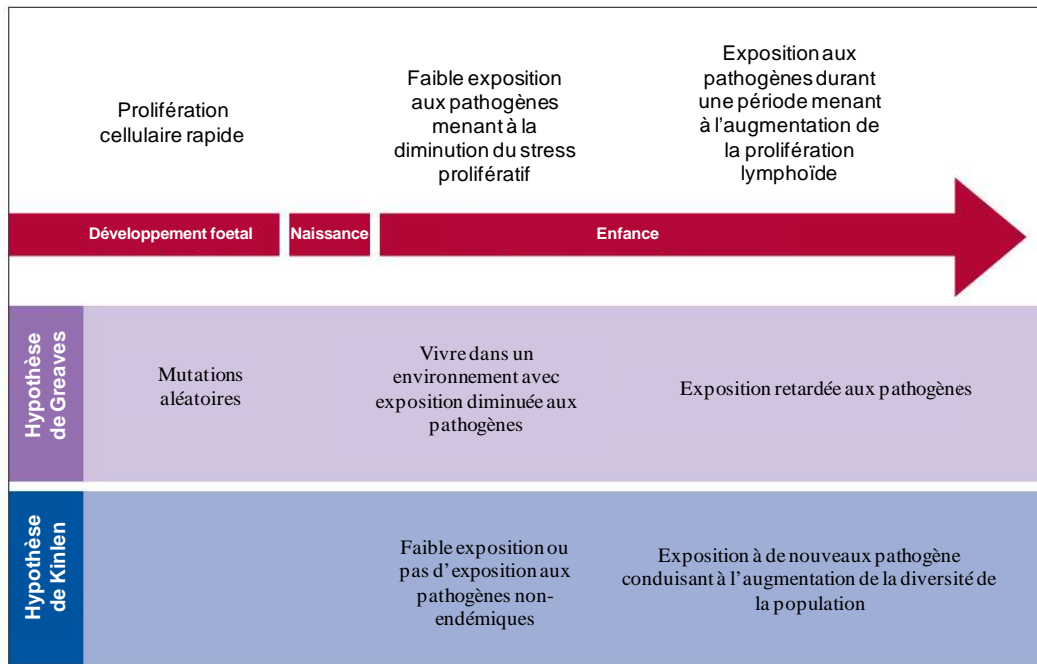 Prolifération
cellulaire rapide
Faible exposition
aux pathogènes
menant à la
diminution du stress
prolifératif
Exposition aux
pathogènes durant
une période menant
à l'augmentation de
la prolifération
lymphoïde
Développement foetal
Naissance
Enfance
Hypothèse
de Greaves
Mutations
aléatoires
Vivre dans un
environnement avec
exposition diminuée aux
pathogènes
Exposition retardée aux pathogènes
Hypothèse
de Kinlen
Faible exposition ou
pas d'exposition aux
pathogènes non-
endémiques
Exposition à de nouveaux pathogène
conduisant à l'augmentation de la diversité de
la population